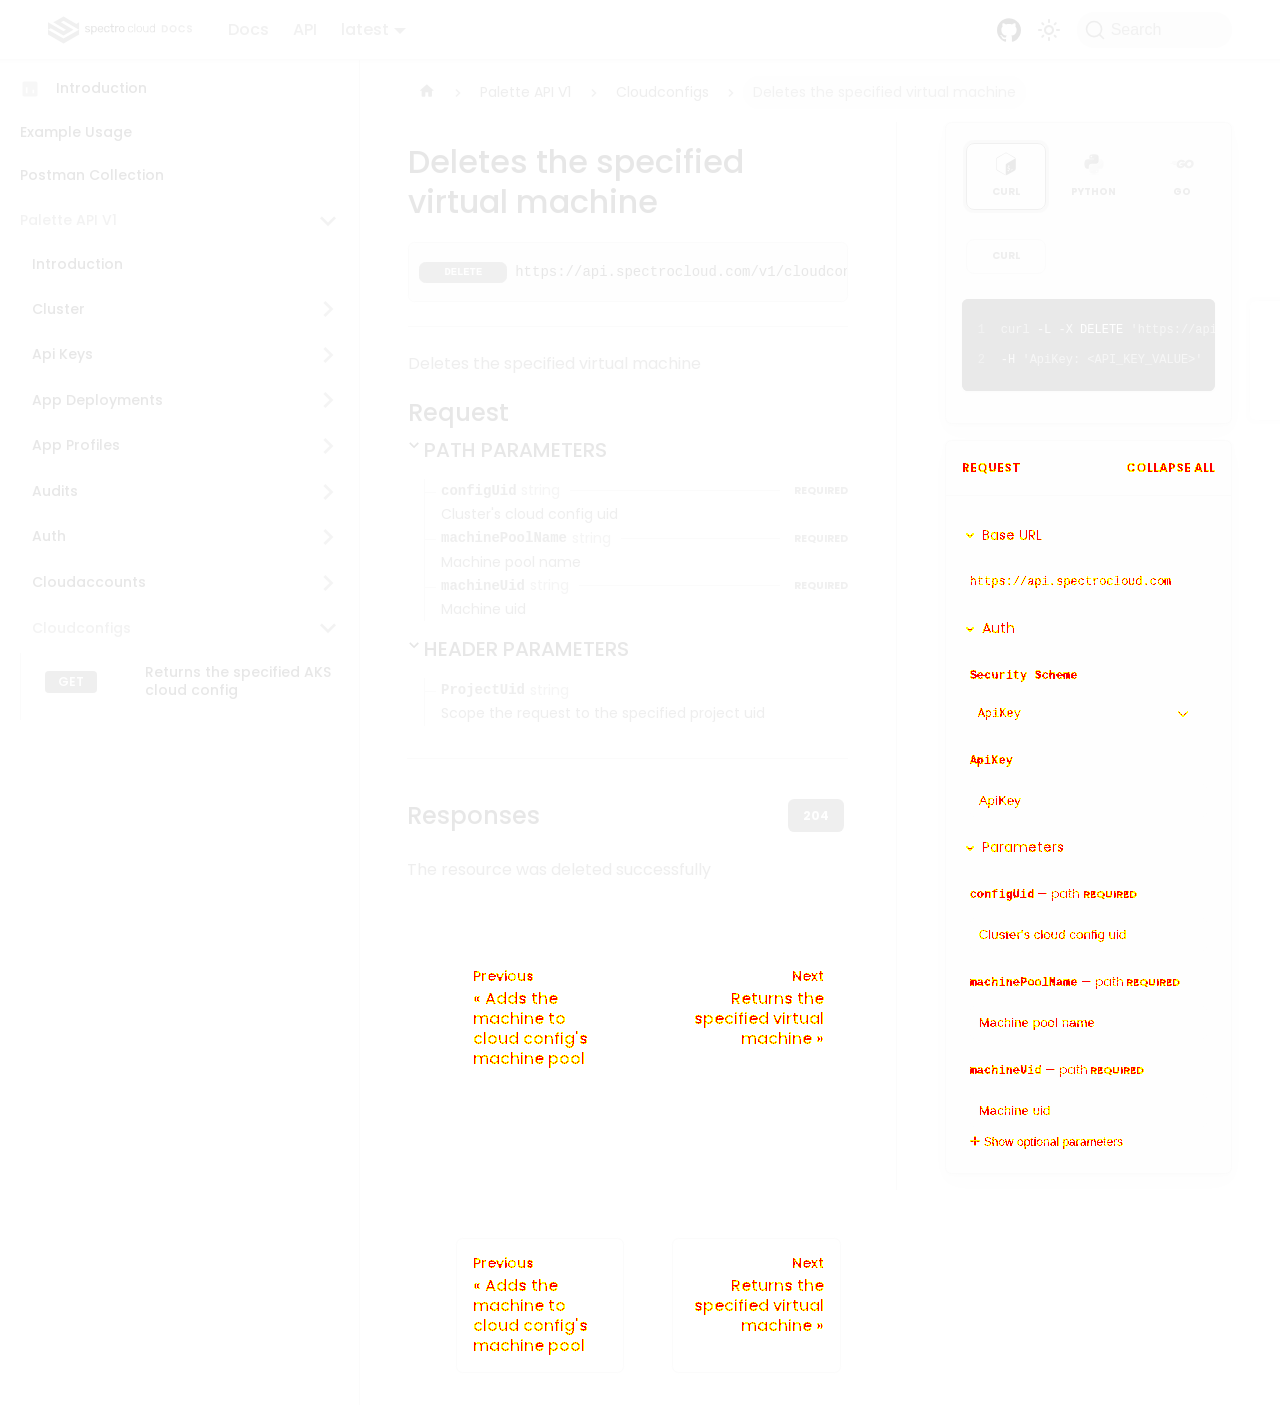 spectro cloud DOCS
Docs
API
latest
Search
Introduction
Example Usage
Postman Collection
Palette API V1
Introduction
Cluster
Api Keys
App Deployments
App Profiles
Audits
Auth
Cloudaccounts
Cloudconfigs
GET
Returns the specified AKS
cloud config
Palette API V1
Cloudconfigs
Deletes the specified virtual machine
Deletes the specified
virtual machine
DELETE https://api.spectrocloud.com/v1/cloudcon
Deletes the specified virtual machine
Request
PATH PARAMETERS
configUid string REQUIRED
Cluster's cloud config uid
machinePoolName string REQUIRED
Machine pool name
machineUid string REQUIRED
Machine uid
HEADER PARAMETERS
ProjectUid string
Scope the request to the specified project uid
Responses
204
The resource was deleted successfully
Previous
« Adds the
machine to
cloud config's
machine pool
Next
Returns the
specified virtual
machine »
Previous
« Adds the
machine to
cloud config's
machine pool
Next
Returns the
specified virtual
machine »
CURL
PYTHON
GO
CURL
1 curl -L -X DELETE 'https://api
2 -H 'ApiKey: <API_KEY_VALUE>'
REQUEST
COLLAPSE ALL
Base URL
https://api.spectrocloud.com
Auth
Security Scheme
ApiKey
ApiKey
ApiKey
Parameters
configUid — path REQUIRED
Cluster's cloud config uid
machinePoolName — path REQUIRED
Machine pool name
machineUid — path REQUIRED
Machine uid
Show optional parameters